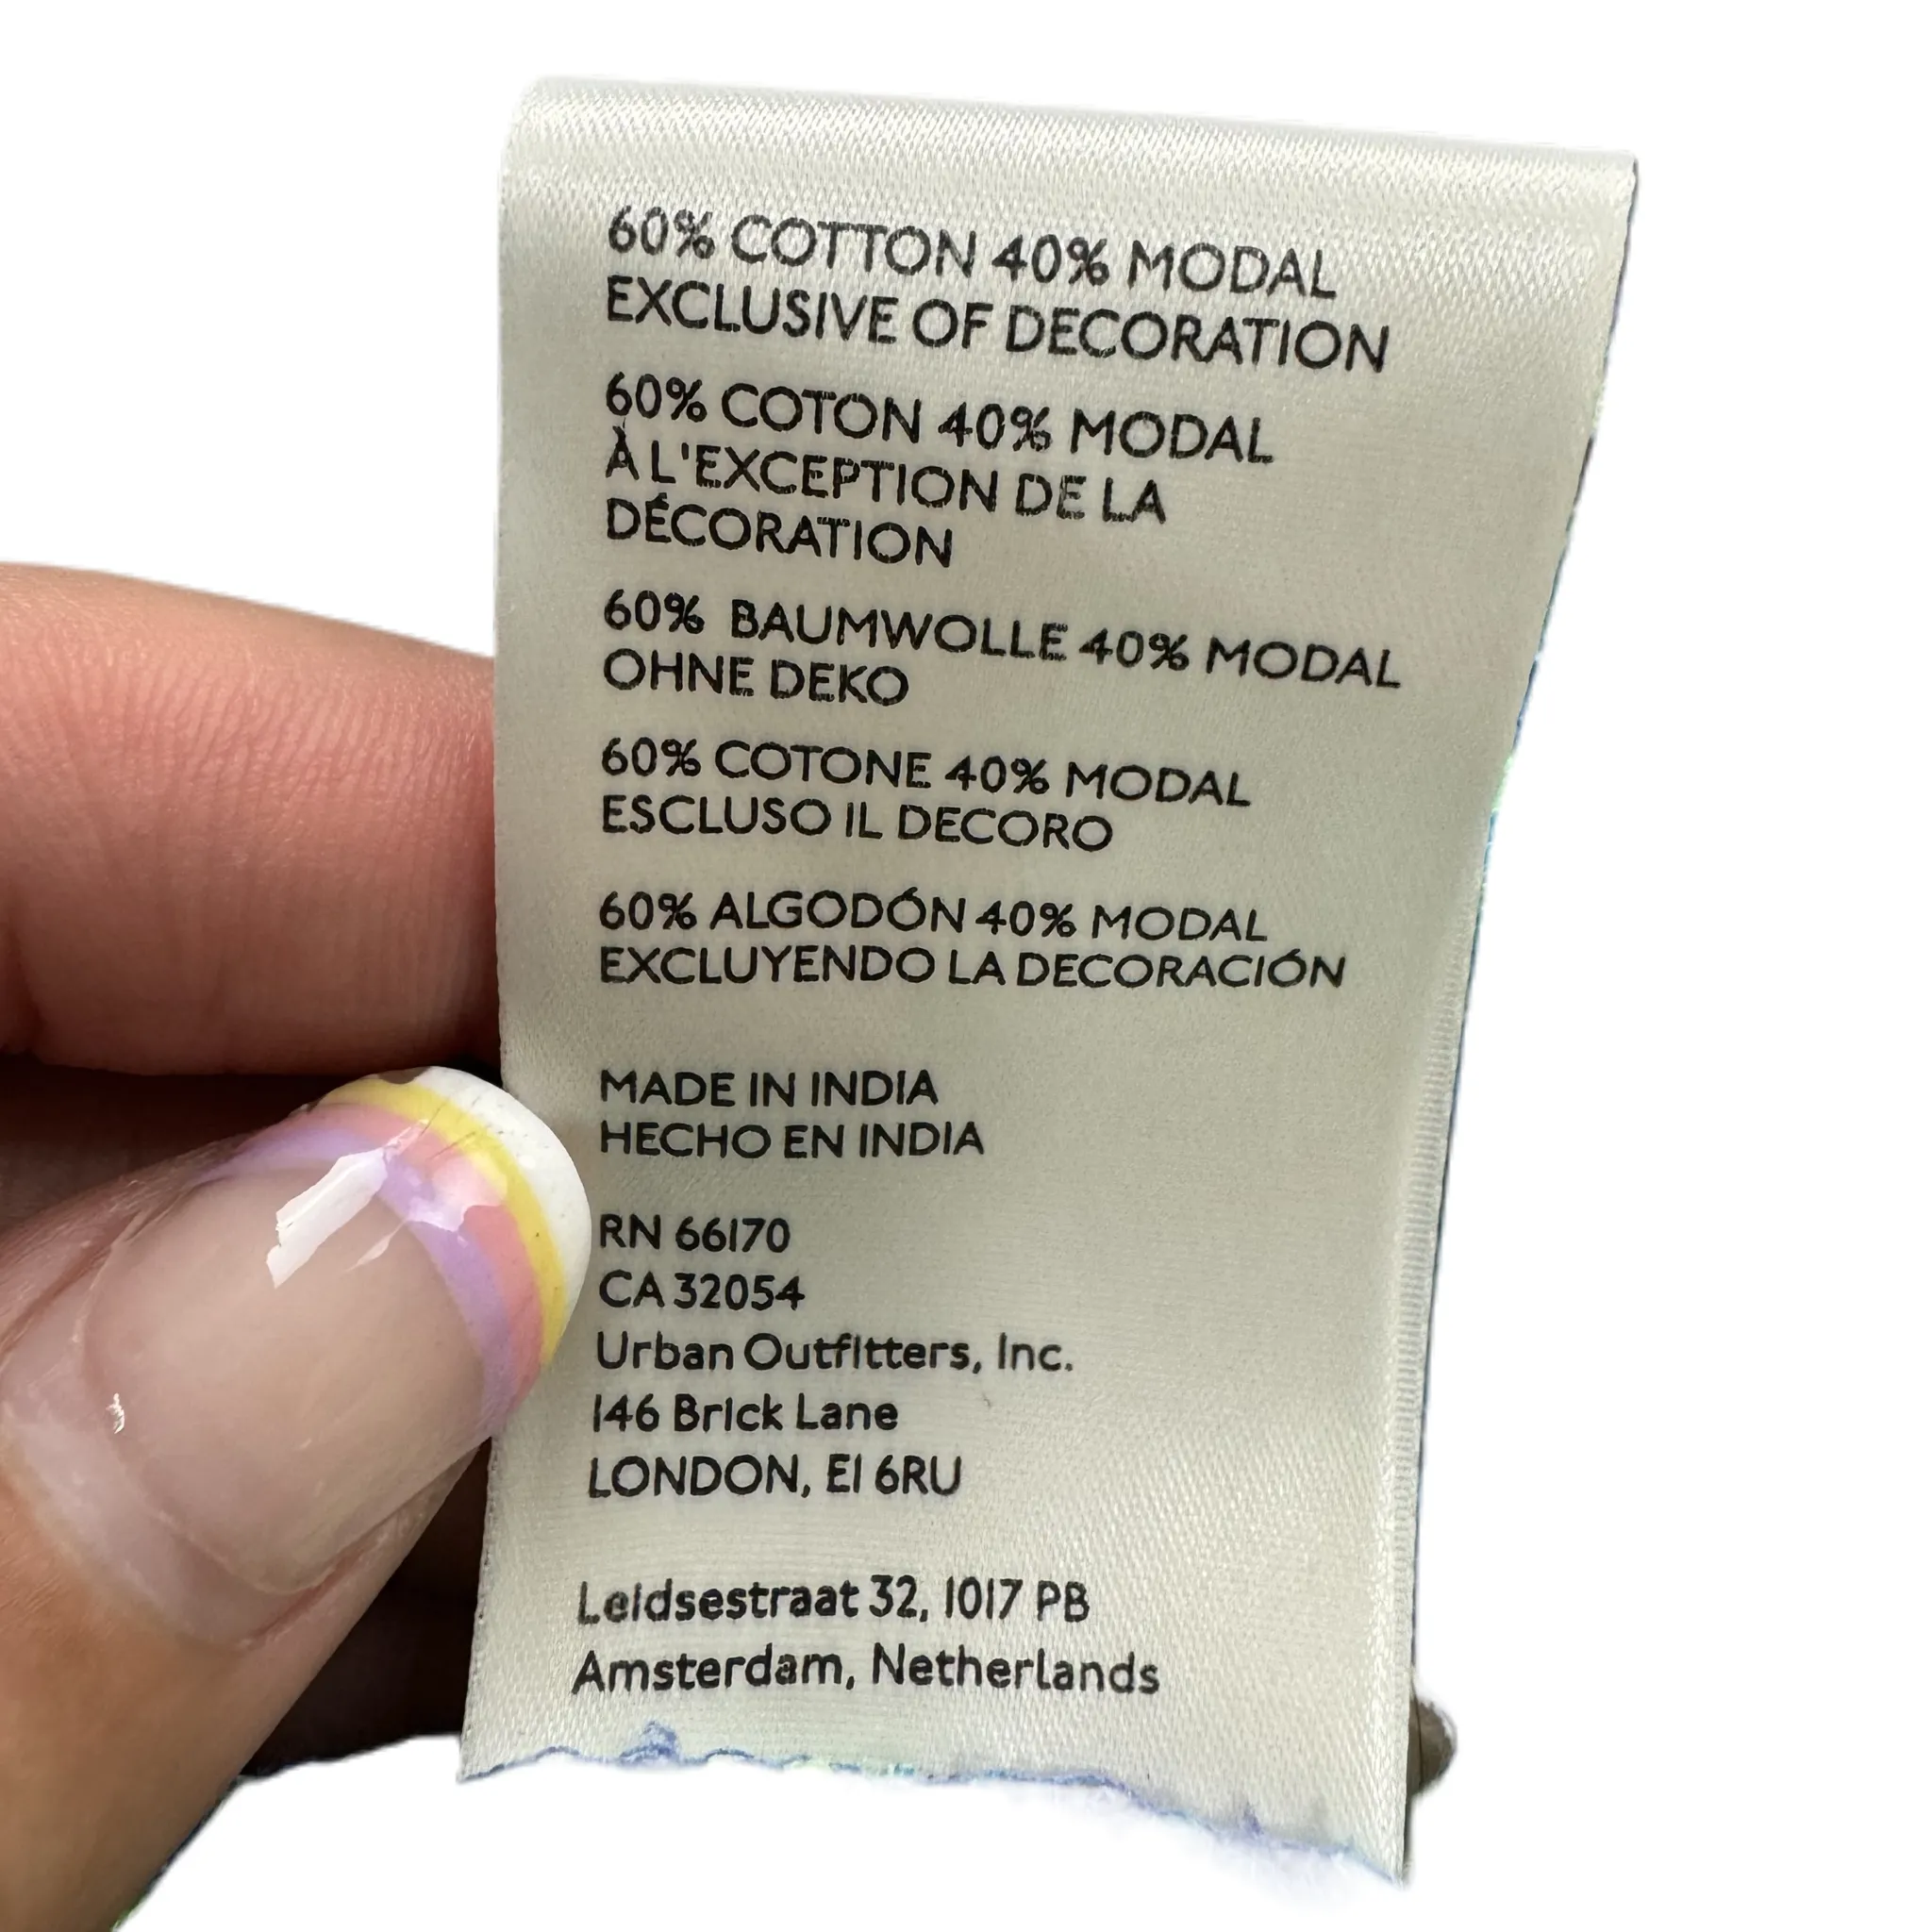 60% COTTON 40% MODAL
EXCLUSIVE OF DECORATION
60% COTON 40% MODAL
À L'EXCEPTION DE LA
DÉCORATION
60% BAUMWOLLE 40% MODAL
OHNE DEKO
60% COTONE 40% MODAL
ESCLUSO IL DECORO
60% ALGODÓN 40% MODAL
EXCLUYENDO LA DECORACIÓN
MADE IN INDIA
HECHO EN INDIA
RN 66170
CA 32054
Urban Outfitters, Inc.
146 Brick Lane
LONDON, E1 6RU
Leidsestraat 32, 1017 PB
Amsterdam, Netherlands